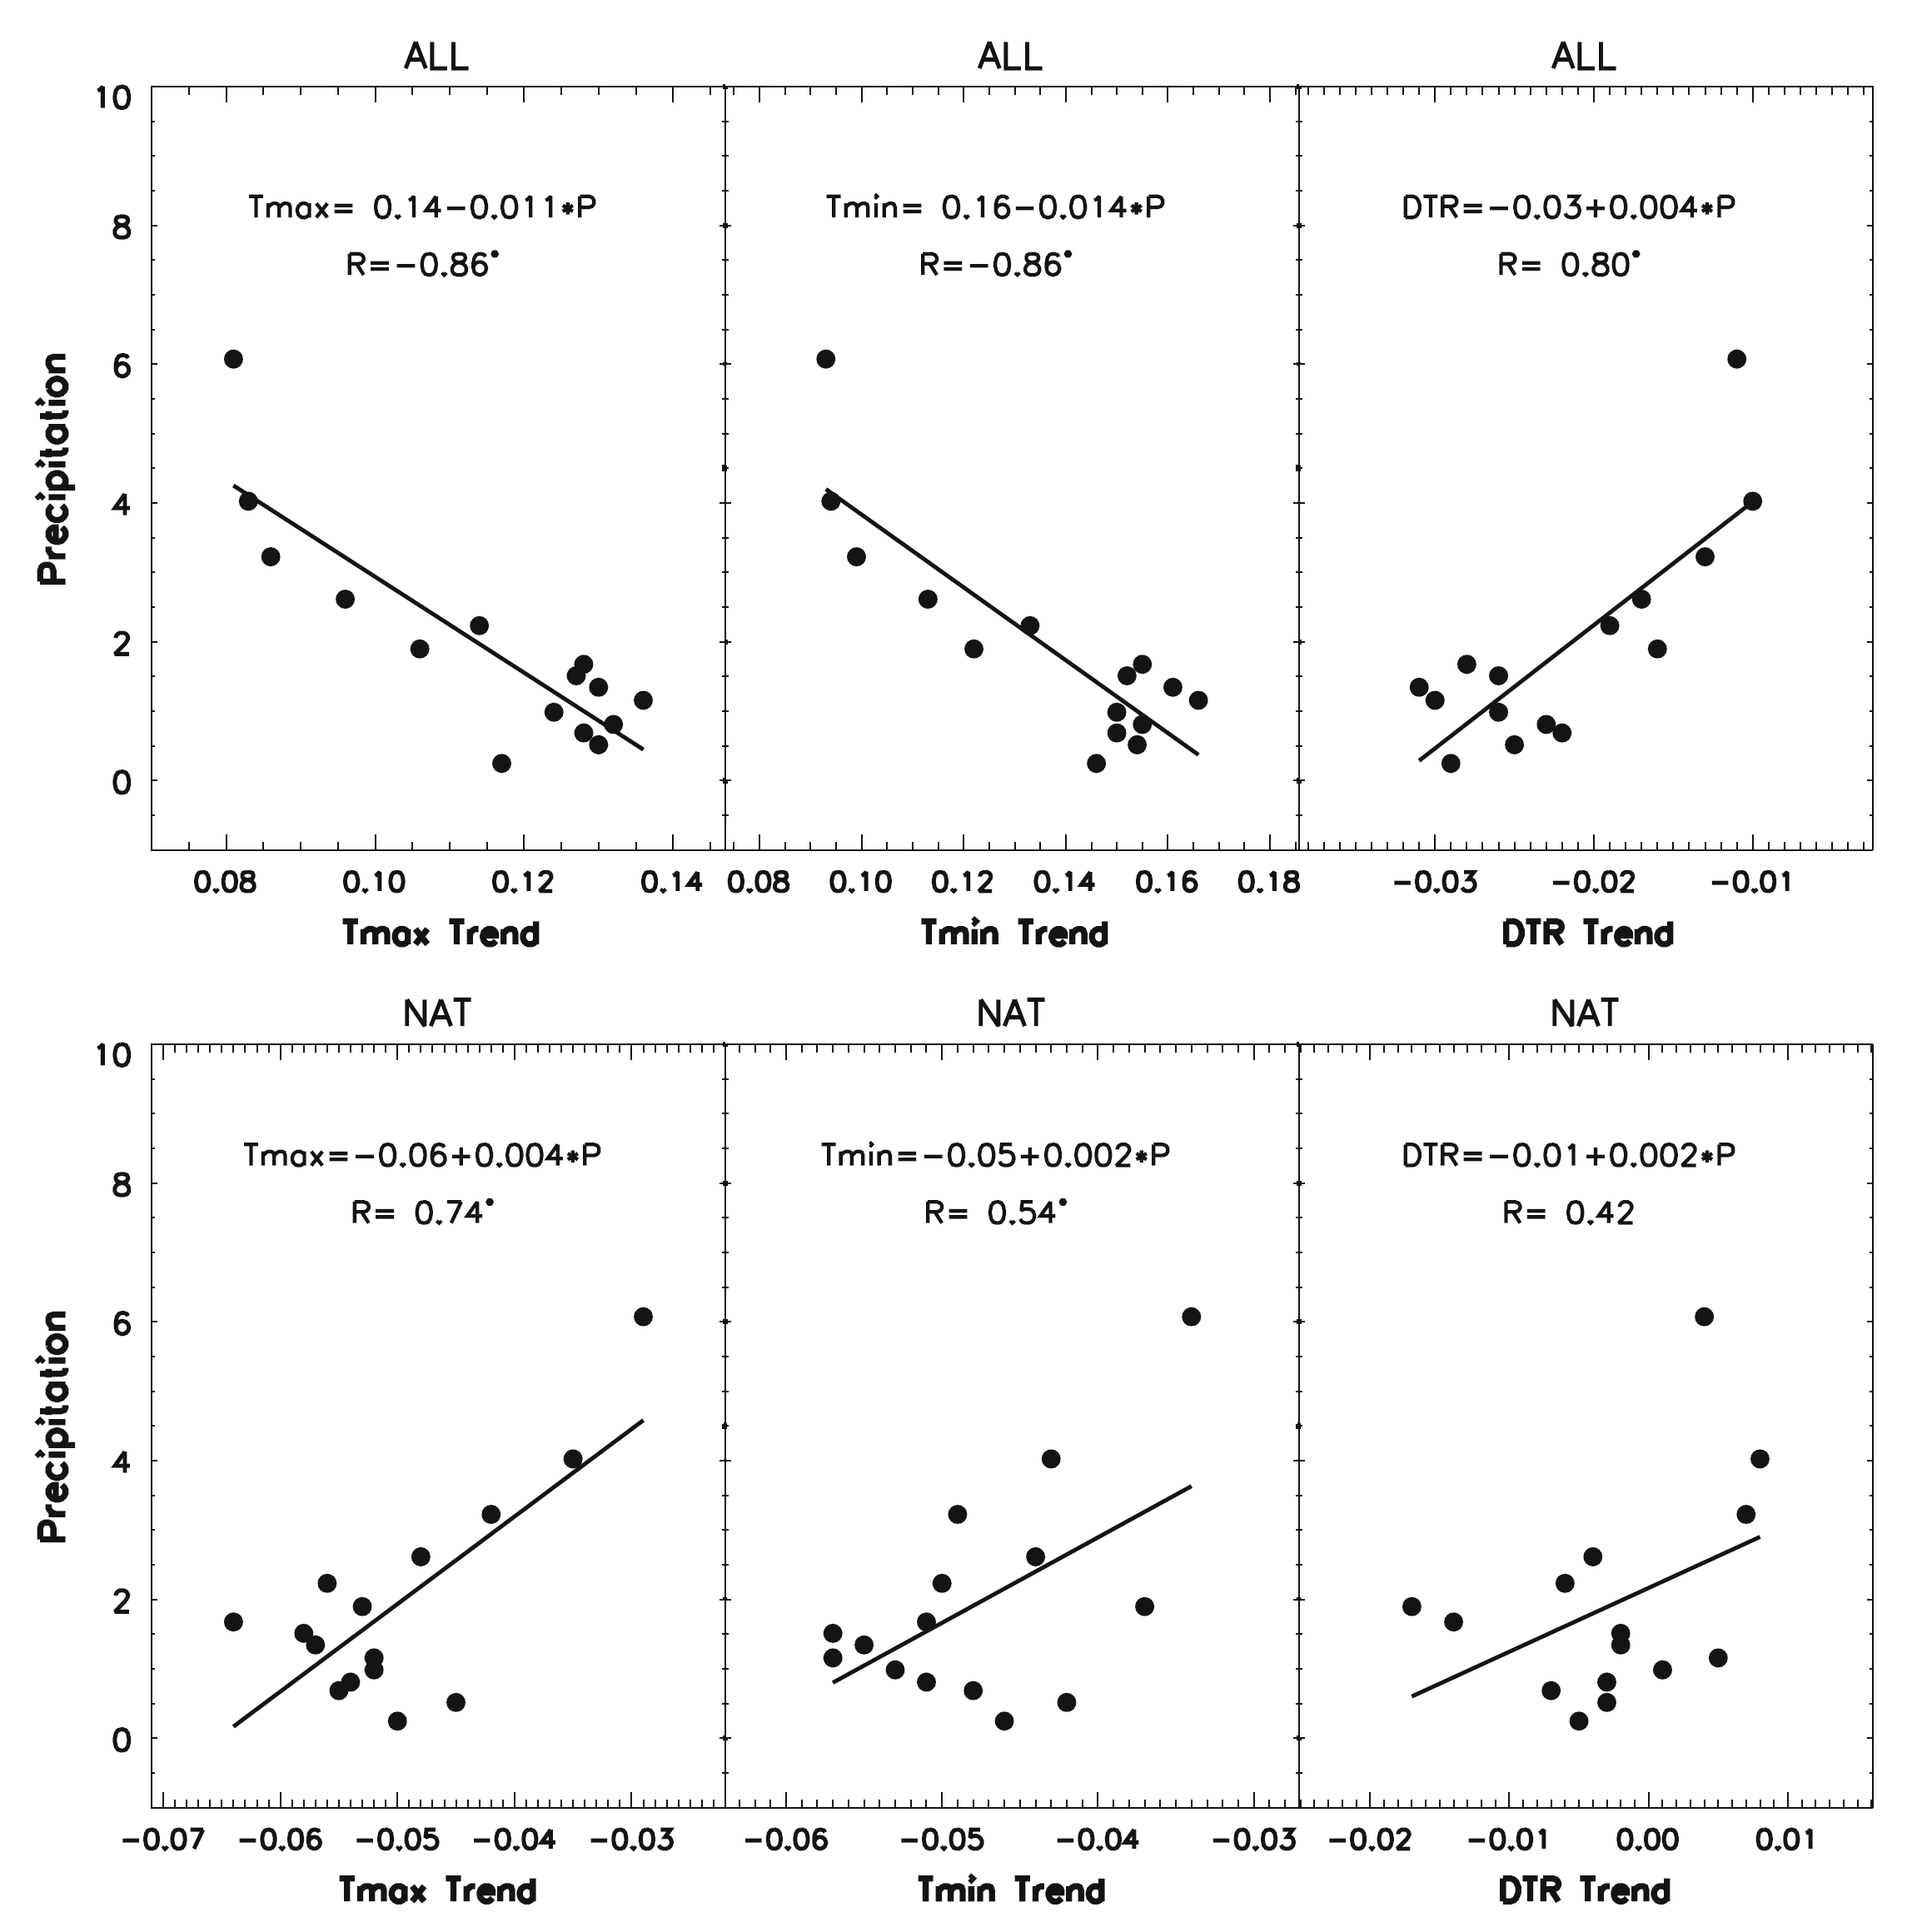 ALL ALL ALL
10
Tmax= 0.14−0.011*P Tmin= 0.16−0.014*P DTR=−0.03+0.004*P
8
R=−0.86* R=−0.86* R= 0.80*
6
Precipitation
4
2
0
0.08 0.10 0.12 0.14 0.08 0.10 0.12 0.14 0.16 0.18 −0.03 −0.02 −0.01
Tmax Trend Tmin Trend DTR Trend
NAT NAT NAT
10
Tmax=−0.06+0.004*P Tmin=−0.05+0.002*P DTR=−0.01+0.002*P
8
R= 0.74* R= 0.54* R= 0.42
6
Precipitation
4
2
0
−0.07 −0.06 −0.05 −0.04 −0.03 −0.06 −0.05 −0.04 −0.03 −0.02 −0.01 0.00 0.01
Tmax Trend Tmin Trend DTR Trend